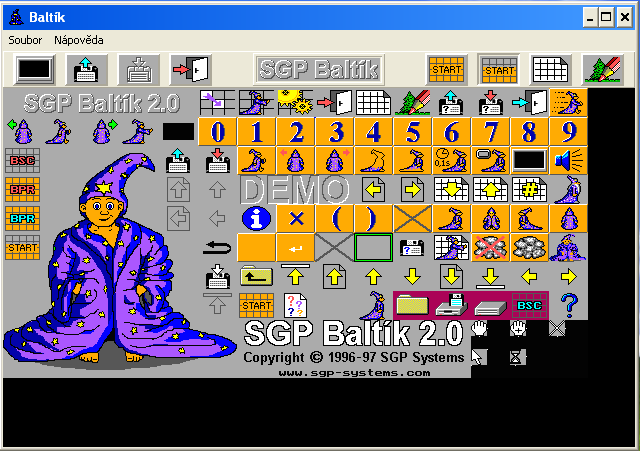 Baltík
Soubor Nápověda
SGP Baltík START START
SGP Baltík 2.0
0 1 2 3 4 5 6 7 8 9
BSC 0,1s
BPR DEMO
BPR
START
START BSC ?
SGP Baltík 2.0
Copyright © 1996-97 SGP Systems
www.sgp-systems.com